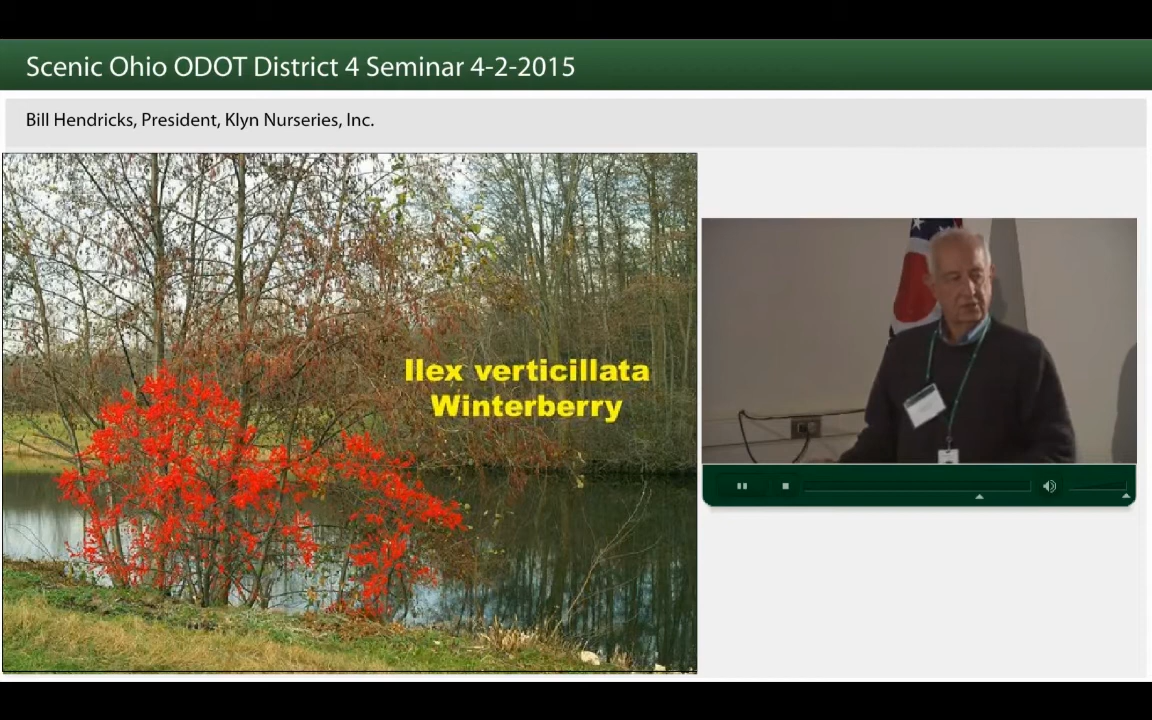 Scenic Ohio ODOT District 4 Seminar 4-2-2015
Bill Hendricks, President, Klyn Nurseries, Inc.
Ilex verticillata
Winterberry